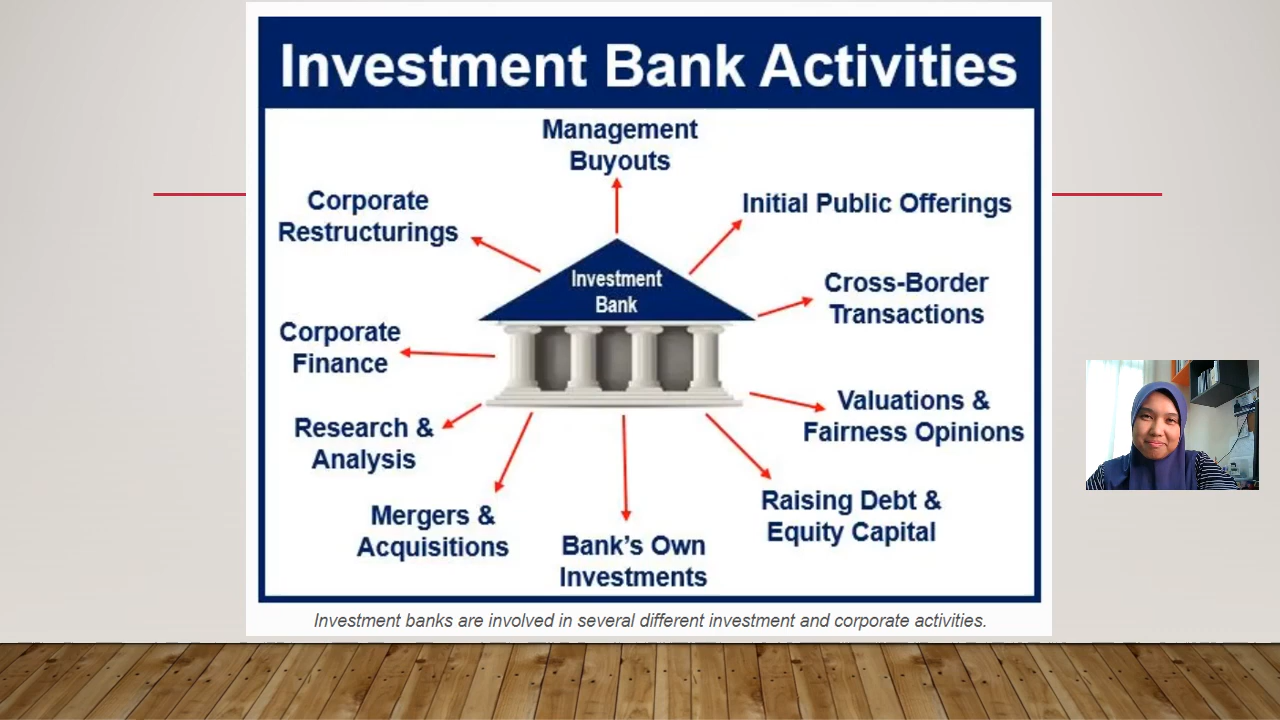 Investment Bank Activities
Management
Buyouts
Corporate
Restructurings
Initial Public Offerings
Investment
Bank
Cross-Border
Transactions
Corporate
Finance
Valuations &
Fairness Opinions
Research &
Analysis
Raising Debt &
Equity Capital
Mergers &
Acquisitions
Bank's Own
Investments
Investment banks are involved in several different investment and corporate activities.